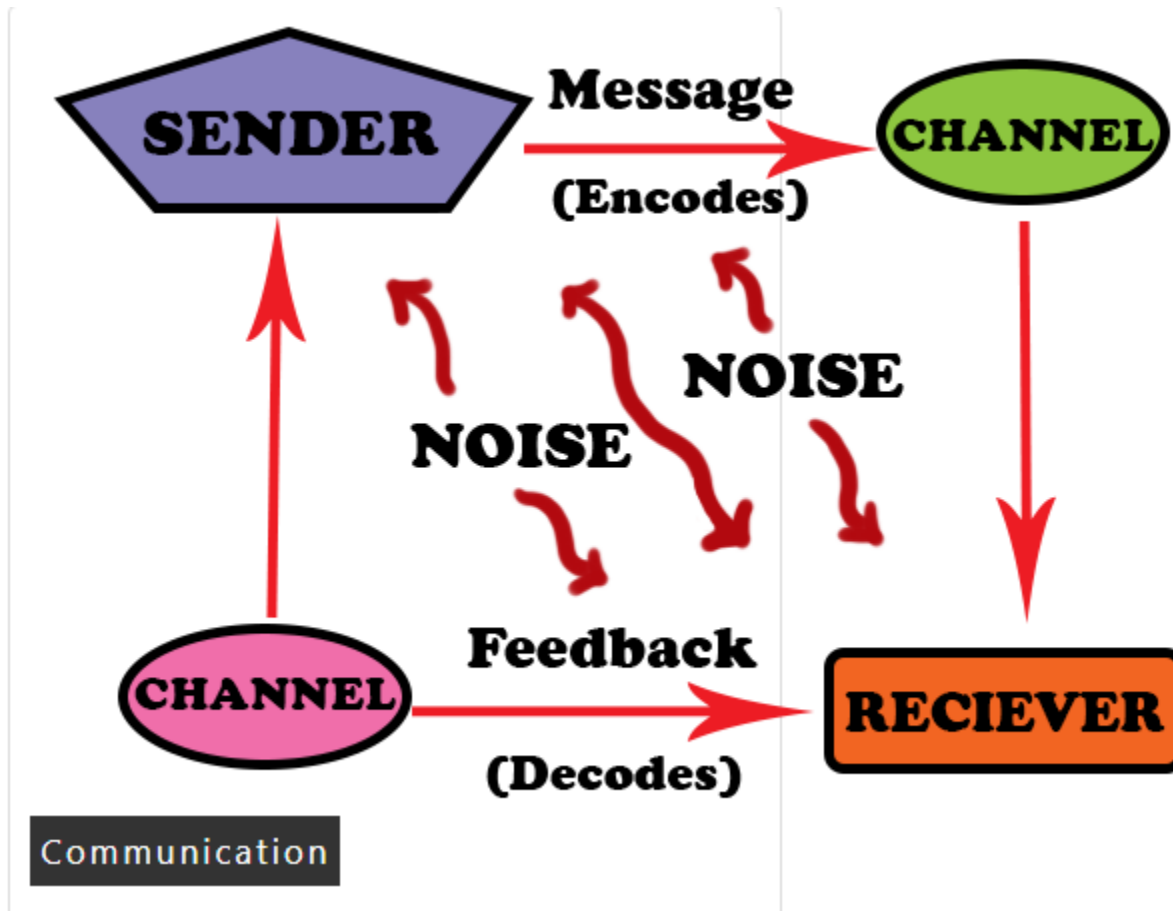 Message
SENDER
CHANNEL
(Encodes)
NOISE
NOISE
Feedback
CHANNEL
RECIEVER
(Decodes)
Communication